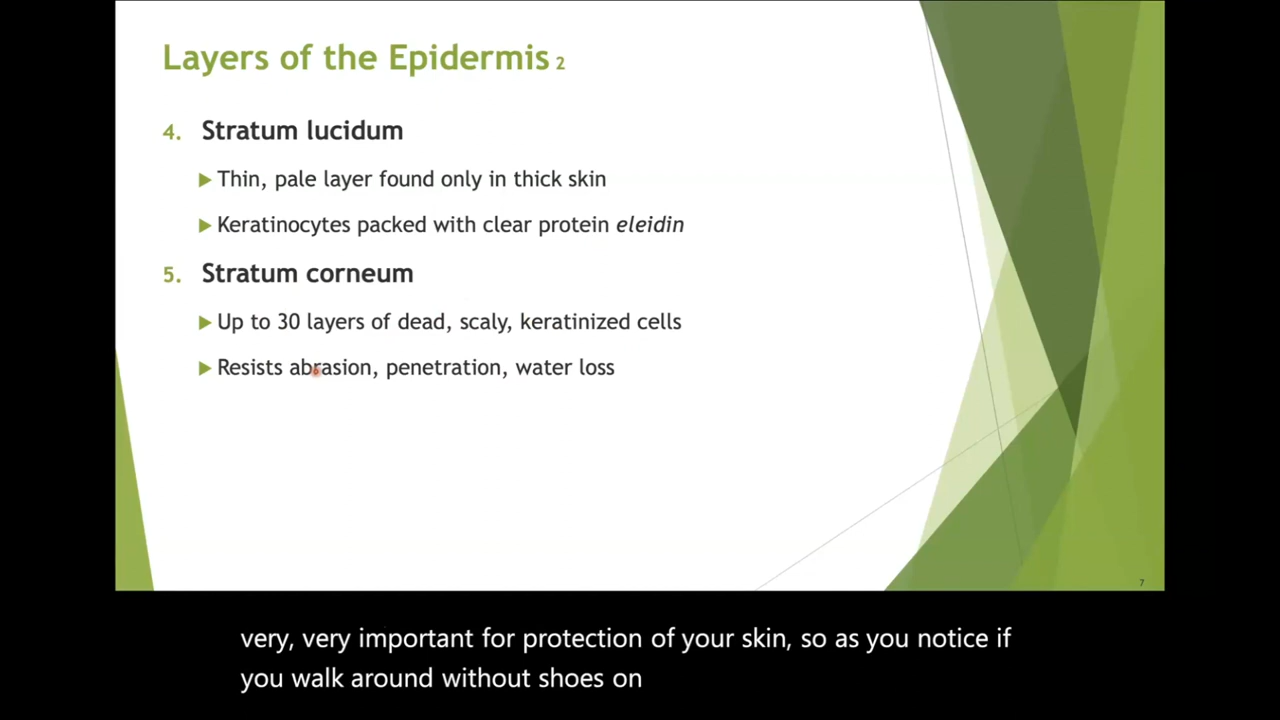 Layers of the Epidermis 2
4. Stratum lucidum
Thin, pale layer found only in thick skin
Keratinocytes packed with clear protein eleidin
5. Stratum corneum
Up to 30 layers of dead, scaly, keratinized cells
Resists abrasion, penetration, water loss
7
very, very important for protection of your skin, so as you notice if
you walk around without shoes on